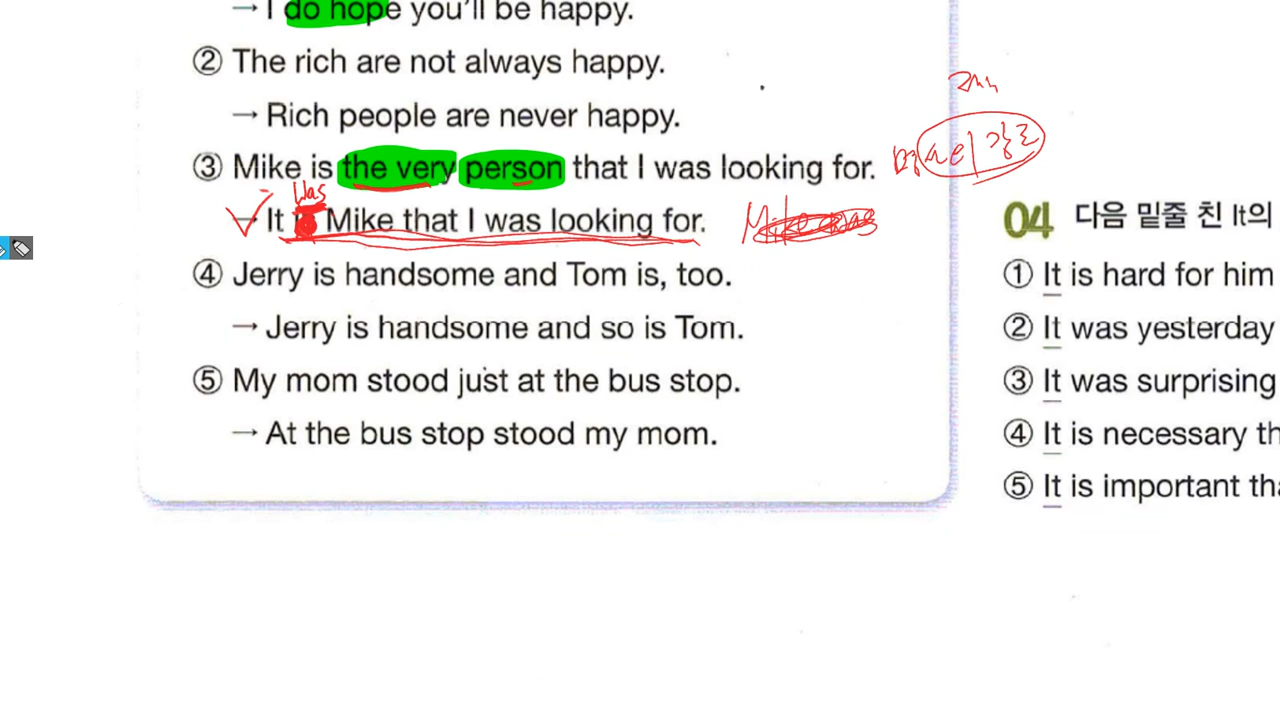 → I do hope you'll be happy.
② The rich are not always happy.
→ Rich people are never happy.
③ Mike is the very person that I was looking for.
was
→ It Mike that I was looking for.
④ Jerry is handsome and Tom is, too.
→ Jerry is handsome and so is Tom.
⑤ My mom stood just at the bus stop.
→ At the bus stop stood my mom.
04 다음 밑줄 친 It의
① It is hard for him
② It was yesterday
③ It was surprising
④ It is necessary th
⑤ It is important tha